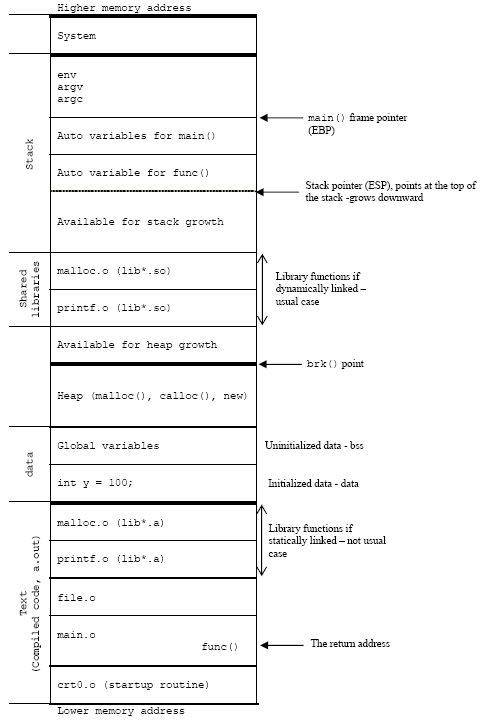 Higher memory address
System
Stack
env
argv
argc
main() frame pointer
(EBP)
Auto variables for main()
Auto variable for func()
Stack pointer (ESP), points at the top of
the stack -grows downward
Available for stack growth
Shared
libraries
malloc.o (lib*.so)
printf.o (lib*.so)
Library functions if
dynamically linked –
usual case
Available for heap growth
brk() point
Heap (malloc(), calloc(), new)
data
Global variables
Uninitialized data - bss
int y = 100;
Initialized data - data
Text
(Compiled code, a.out)
malloc.o (lib*.a)
printf.o (lib*.a)
Library functions if
statically linked – not usual
case
file.o
main.o
func()
The return address
crt0.o (startup routine)
Lower memory address